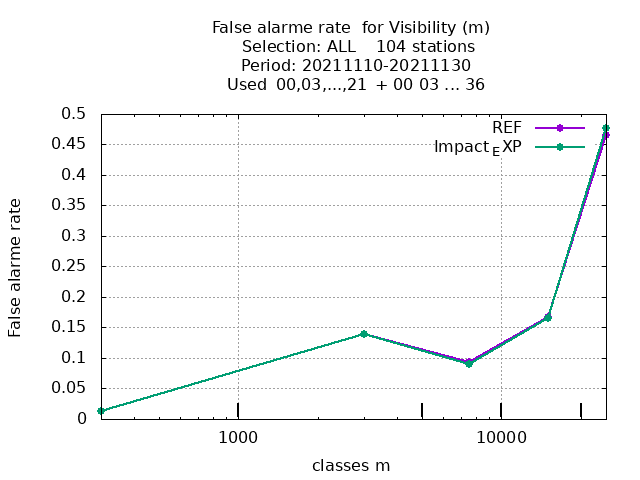 False alarme rate for Visibility (m)
Selection: ALL 104 stations
Period: 20211110-20211130
Used 00,03,...,21 + 00 03 ... 36
0.5
0.45
0.4
0.35
0.3
0.25
0.2
0.15
0.1
0.05
0
False alarme rate
REF
Impact_EXP
1000
10000
classes m